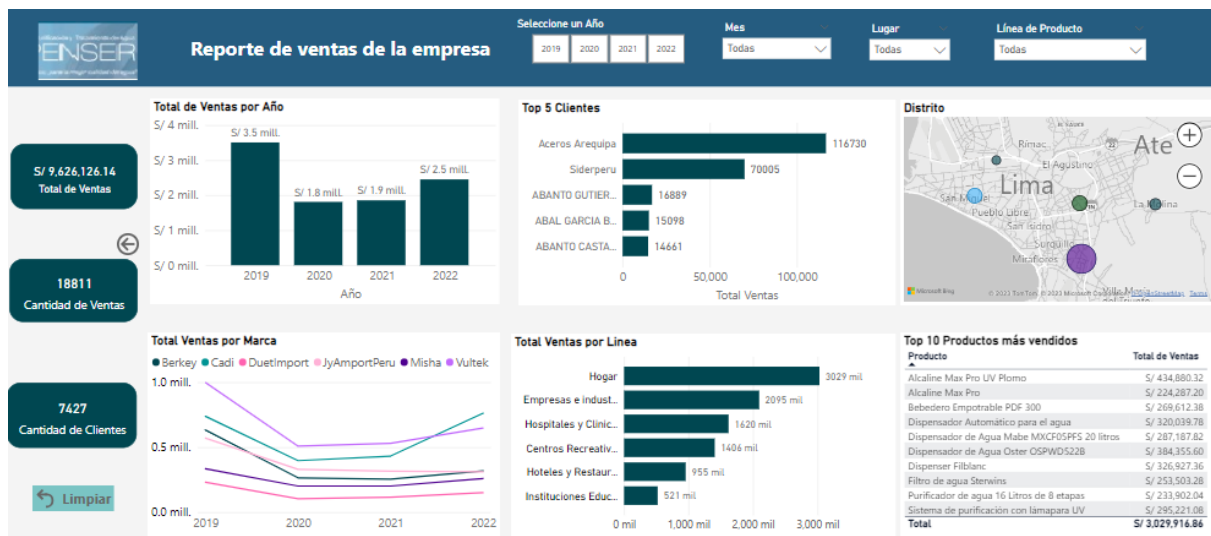 PENSER
Reporte de ventas de la empresa
Seleccione un Año
2019 2020 2021 2022
Mes
Todas
Lugar
Todas
Línea de Producto
Todas
S/ 9,626,126.14
Total de Ventas
18811
Cantidad de Ventas
7427
Cantidad de Clientes
Limpiar
Total de Ventas por Año
S/ 4 mill.
S/ 3 mill.
S/ 2 mill.
S/ 1 mill.
S/ 0 mill.
S/ 3.5 mill.
S/ 1.8 mill.
S/ 1.9 mill.
S/ 2.5 mill.
2019 2020 2021 2022
Año
Top 5 Clientes
Aceros Arequipa 116730
Siderperu 70005
ABANTO GUTIER... 16889
ABAL GARCIA B... 15098
ABANTO CASTA... 14661
0 50,000 100,000
Total Ventas
Distrito
Rimac
Ate
El Agustino
Lima
San Miguel
La Molina
Pueblo Libre
San Isidro
Surquillo
Miraflores
Microsoft Bing
© 2023 TomTom, © 2023 Microsoft Corporation, © OpenStreetMap Terms
Total Ventas por Marca
Berkey Cadi DuetImport JyAmportPeru Misha Vultek
1.0 mill.
0.5 mill.
0.0 mill.
2019 2020 2021 2022
Total Ventas por Linea
Hogar 3029 mil
Empresas e indust... 2095 mil
Hospitales y Clinic... 1620 mil
Centros Recreativ... 1406 mil
Hoteles y Restaur... 955 mil
Instituciones Educ... 521 mil
0 mil 1,000 mil 2,000 mil 3,000 mil
Top 10 Productos más vendidos
Producto Total de Ventas
Alcaline Max Pro UV Plomo S/ 434,880.32
Alcaline Max Pro S/ 224,287.20
Bebedero Empotrable PDF 300 S/ 269,612.38
Dispensador Automático para el agua S/ 320,039.78
Dispensador de Agua Mabe MXCF05PFS 20 litros S/ 287,187.82
Dispensador de Agua Oster OSPWD522B S/ 384,355.60
Dispenser Filblanc S/ 326,927.36
Filtro de agua Sterwins S/ 253,503.28
Purificador de agua 16 Litros de 8 etapas S/ 233,902.04
Sistema de purificación con lámapara UV S/ 295,221.08
Total S/ 3,029,916.86